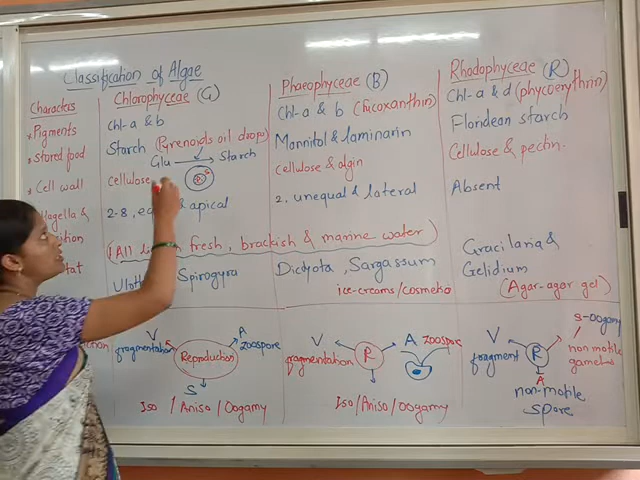 Classification of Algae
Characters
* Pigments
* Stored food
* Cell wall
Chlorophyceae (G)
Chl-a & b
Starch (Pyrenoids oil drops)
Glu → Starch
Cellulose
2-8, & apical
Phaeophyceae (B)
Chl-a & b (fucoxanthin)
Mannitol & laminarin
Cellulose & algin
2, unequal & lateral
Rhodophyceae (R)
Chl-a & d (phycoerythrin)
Floridean starch
Cellulose & pectin.
Absent
(All in fresh, brackish & marine water)
Spirogyra
Dictyota, Sargassum
ice-creams/cosmetics
Gracilaria &
Gelidium
(Agar-agar gel)
V
fragmentation
Reproduction
A
zoospore
S
Iso / Aniso / Oogamy
V
fragmentation
R
A zoospore
Iso/Aniso/oogamy
V
fragment
R
S-oogamy
non motile
gametes
A
non-motile
spore